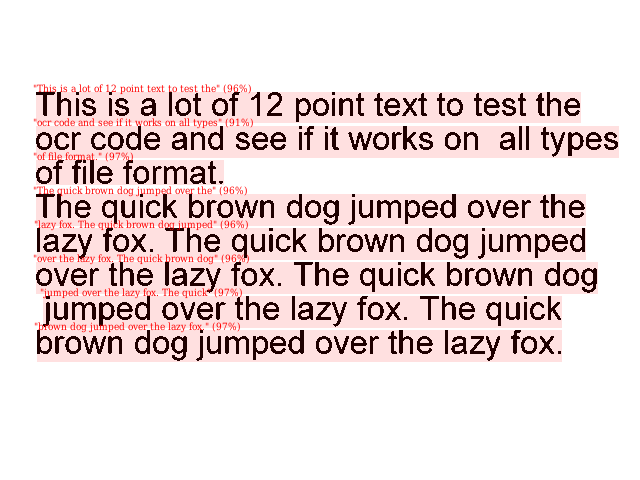 "This is a lot of 12 point text to test the" (96%)
This is a lot of 12 point text to test the
"ocr code and see if it works on all types" (91%)
ocr code and see if it works on  all types
"of file format." (97%)
of file format.
"The quick brown dog jumped over the" (96%)
The quick brown dog jumped over the
"lazy fox. The quick brown dog jumped" (96%)
lazy fox. The quick brown dog jumped
"over the lazy fox. The quick brown dog" (96%)
over the lazy fox. The quick brown dog
"jumped over the lazy fox. The quick" (97%)
jumped over the lazy fox. The quick
"brown dog jumped over the lazy fox." (97%)
brown dog jumped over the lazy fox.